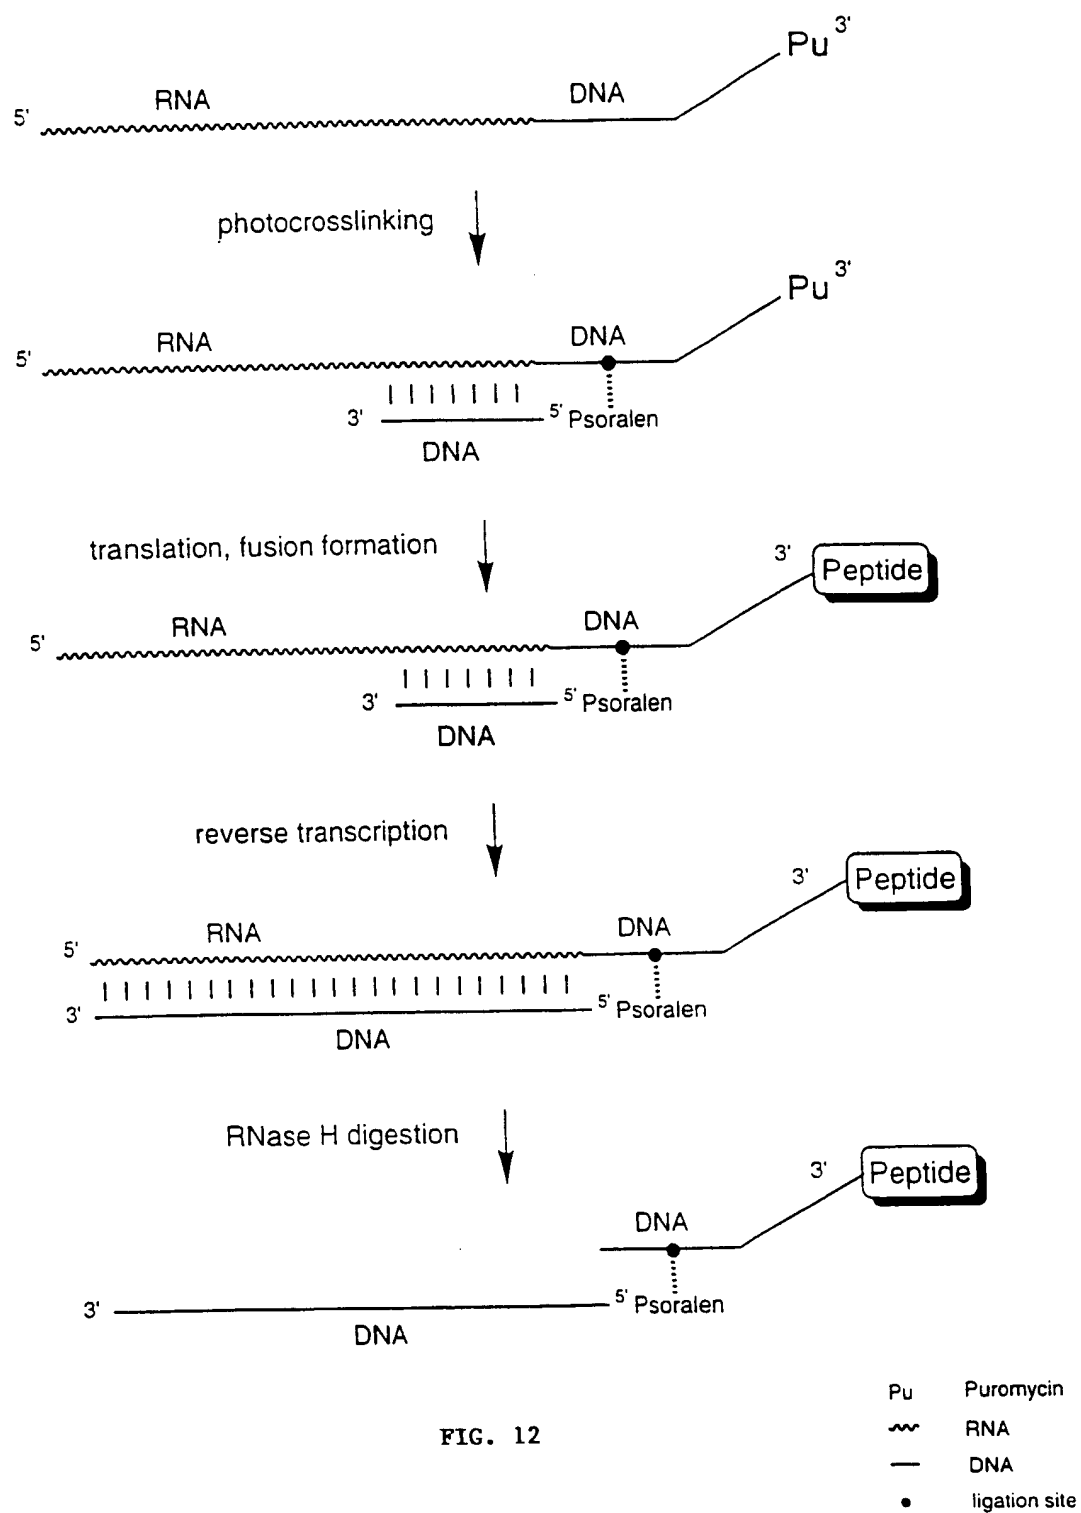 Pu 3'
RNA
DNA
5'
photocrosslinking
Pu 3'
RNA
DNA
5'
3'
5' Psoralen
DNA
translation, fusion formation
3'
Peptide
RNA
DNA
5'
3'
5' Psoralen
DNA
reverse transcription
3'
Peptide
RNA
DNA
5'
3'
5' Psoralen
DNA
RNase H digestion
3'
Peptide
DNA
3'
5' Psoralen
DNA
Pu Puromycin
RNA
DNA
ligation site
FIG. 12